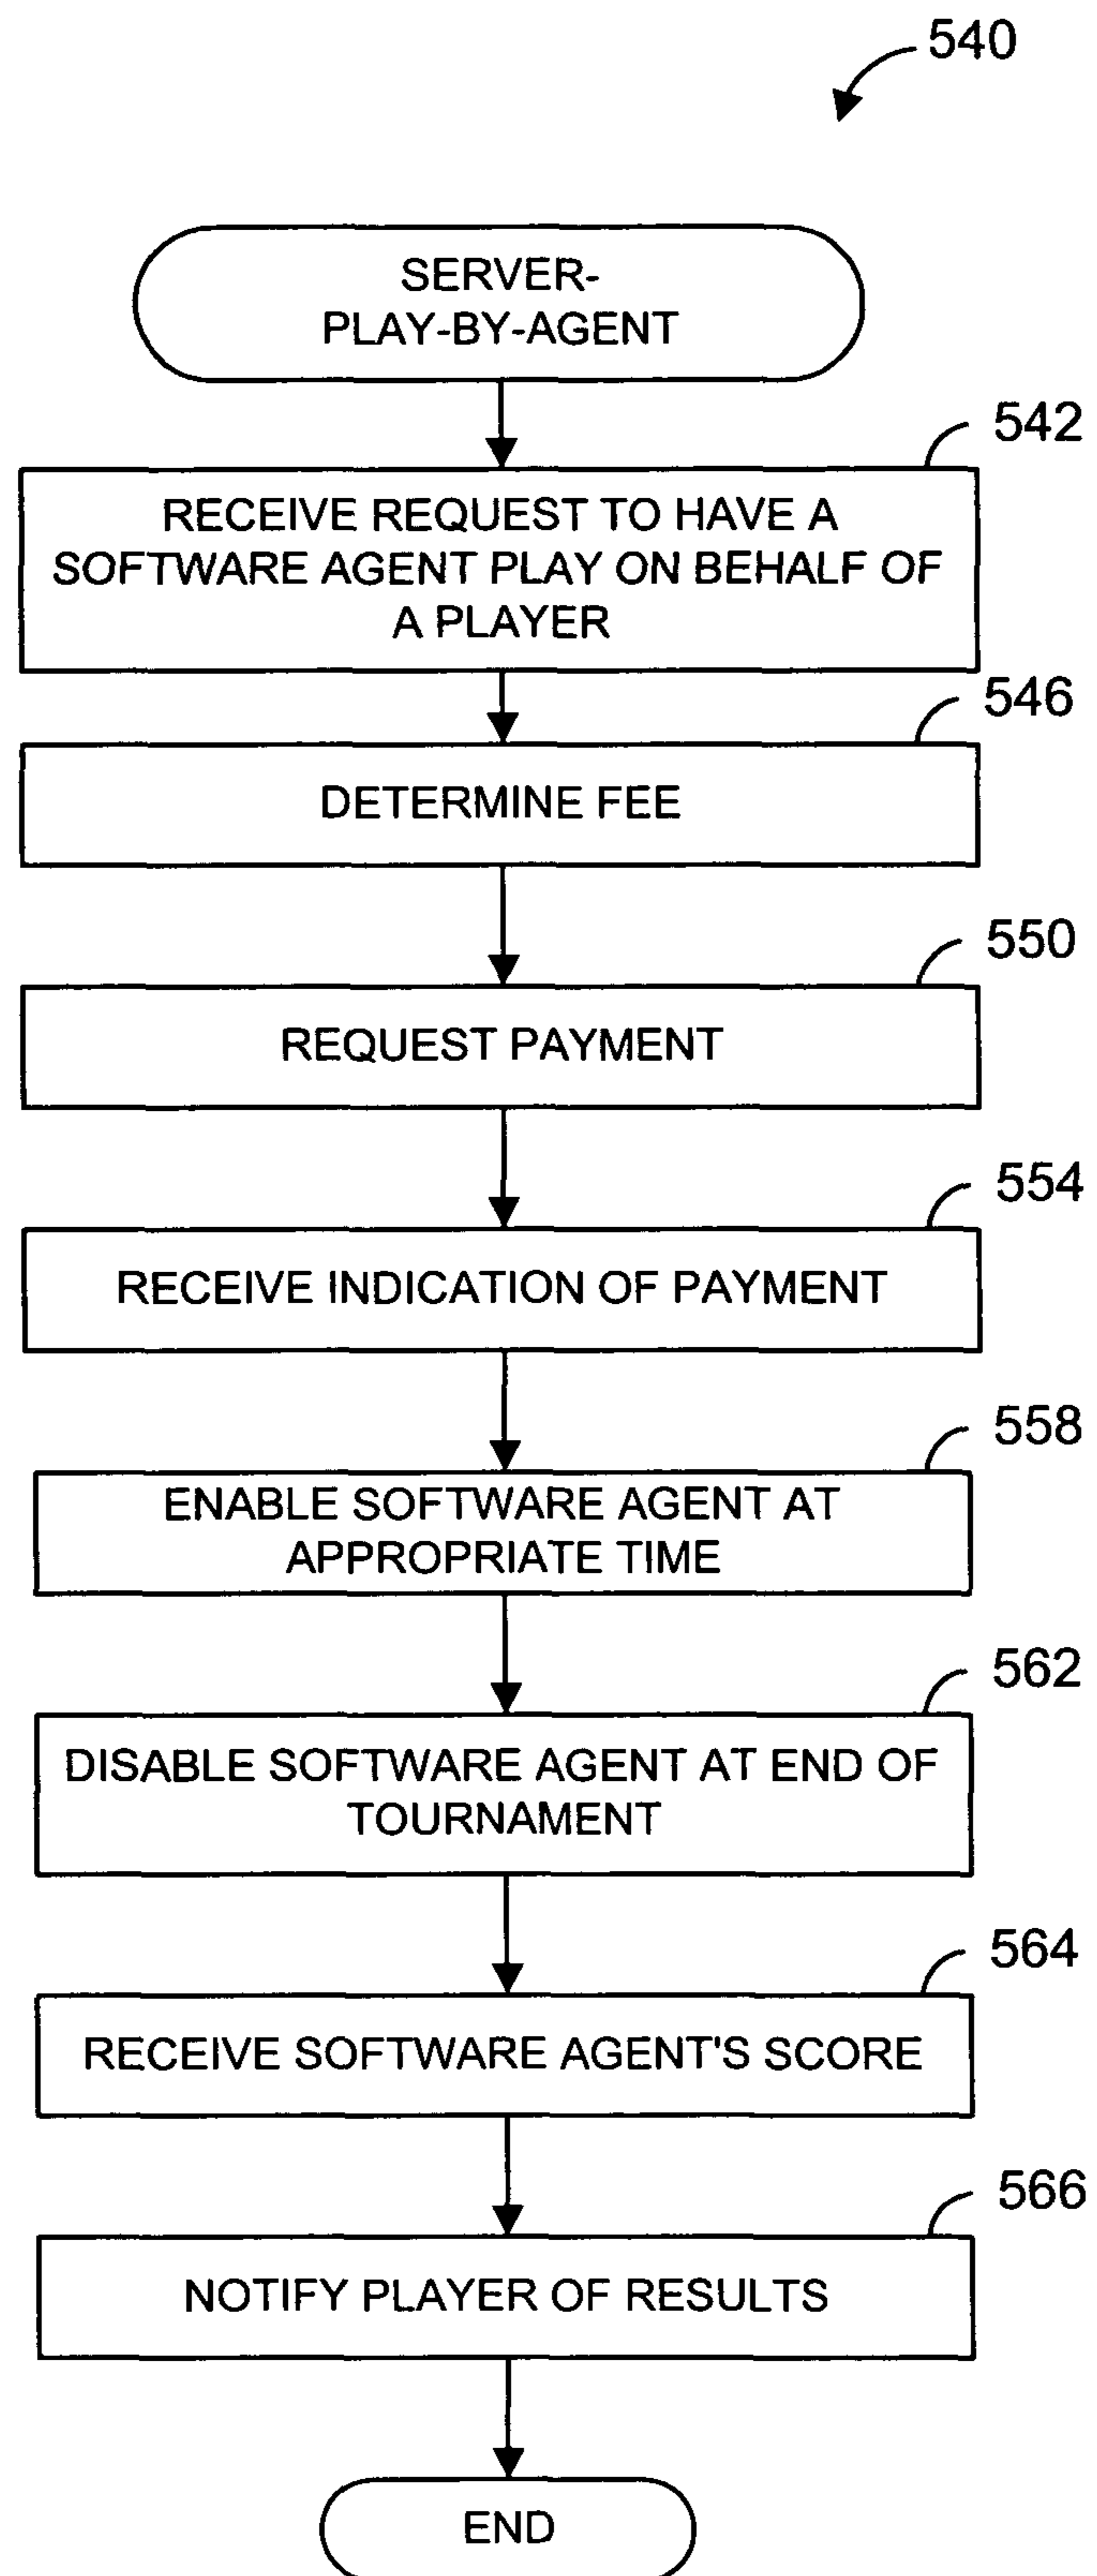 540
SERVER-
PLAY-BY-AGENT
542
RECEIVE REQUEST TO HAVE A
SOFTWARE AGENT PLAY ON BEHALF OF
A PLAYER
546
DETERMINE FEE
550
REQUEST PAYMENT
554
RECEIVE INDICATION OF PAYMENT
558
ENABLE SOFTWARE AGENT AT
APPROPRIATE TIME
562
DISABLE SOFTWARE AGENT AT END OF
TOURNAMENT
564
RECEIVE SOFTWARE AGENT'S SCORE
566
NOTIFY PLAYER OF RESULTS
END